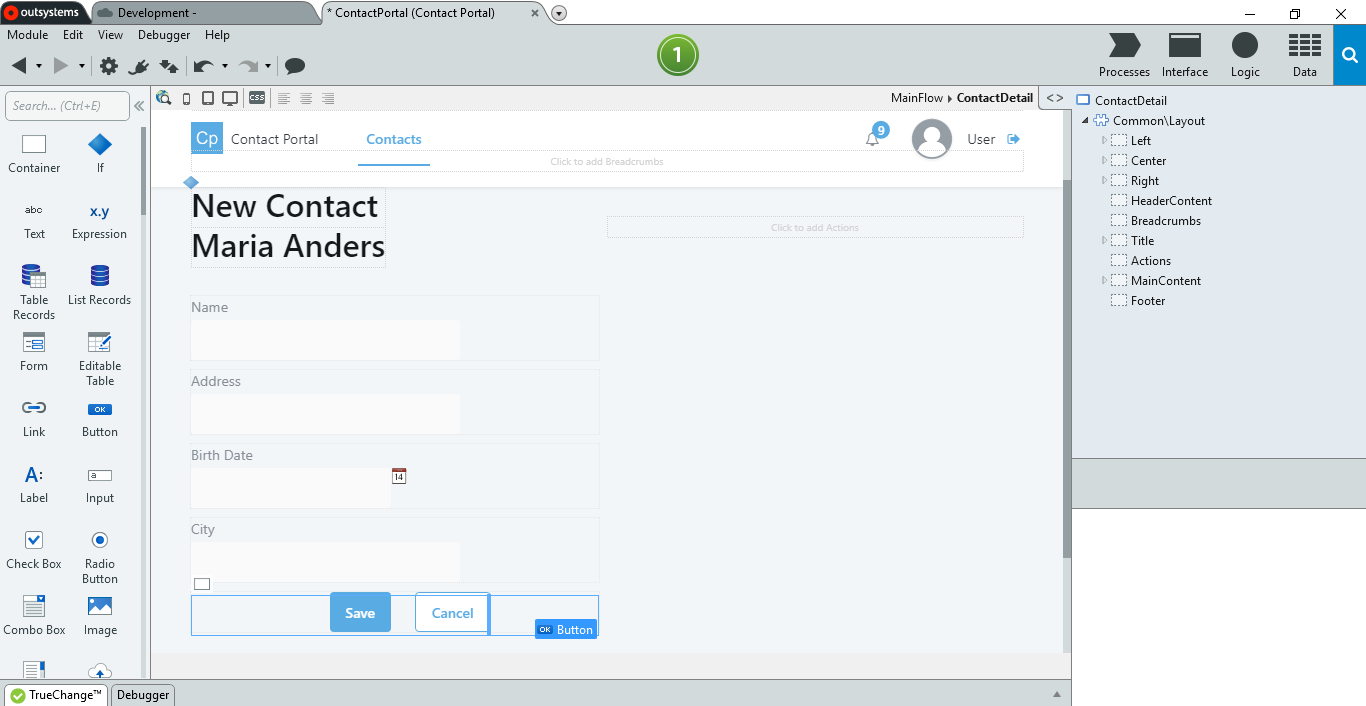 outsystems
Development -
* ContactPortal (Contact Portal)
Module Edit View Debugger Help
1
Processes Interface Logic Data
Search... (Ctrl+E)
CSS
MainFlow ContactDetail
<>
Container
If
abc
Text
x.y
Expression
Table Records
List Records
Form
Editable Table
Link
OK
Button
A:
Label
a
Input
Check Box
Radio Button
Combo Box
Image
Cp Contact Portal
Contacts
9
User
Click to add Breadcrumbs
New Contact
Maria Anders
Click to add Actions
Name
Address
Birth Date
14
City
Save
Cancel
OK Button
ContactDetail
Common\Layout
Left
Center
Right
HeaderContent
Breadcrumbs
Title
Actions
MainContent
Footer
TrueChange™
Debugger